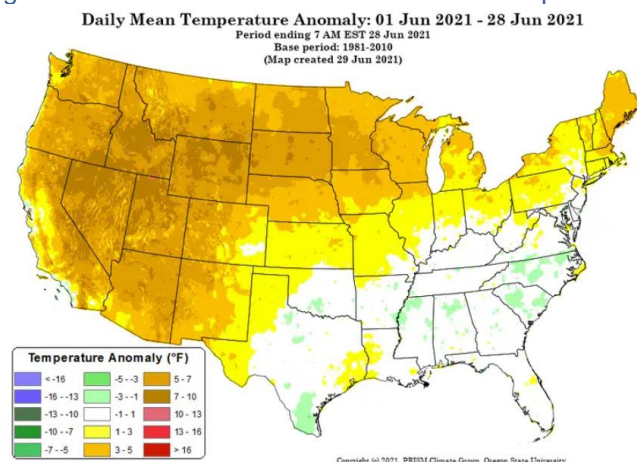 Daily Mean Temperature Anomaly: 01 Jun 2021 - 28 Jun 2021
Period ending 7 AM EST 28 Jun 2021
Base period: 1981-2010
(Map created 29 Jun 2021)
Temperature Anomaly (°F)
< -16
-16 - -13
-13 - -10
-10 - -7
-7 - -5
-5 - -3
-3 - -1
-1 - 1
1 - 3
3 - 5
5 - 7
7 - 10
10 - 13
13 - 16
> 16
Copyright (c) 2021, PRISM Climate Group, Oregon State University